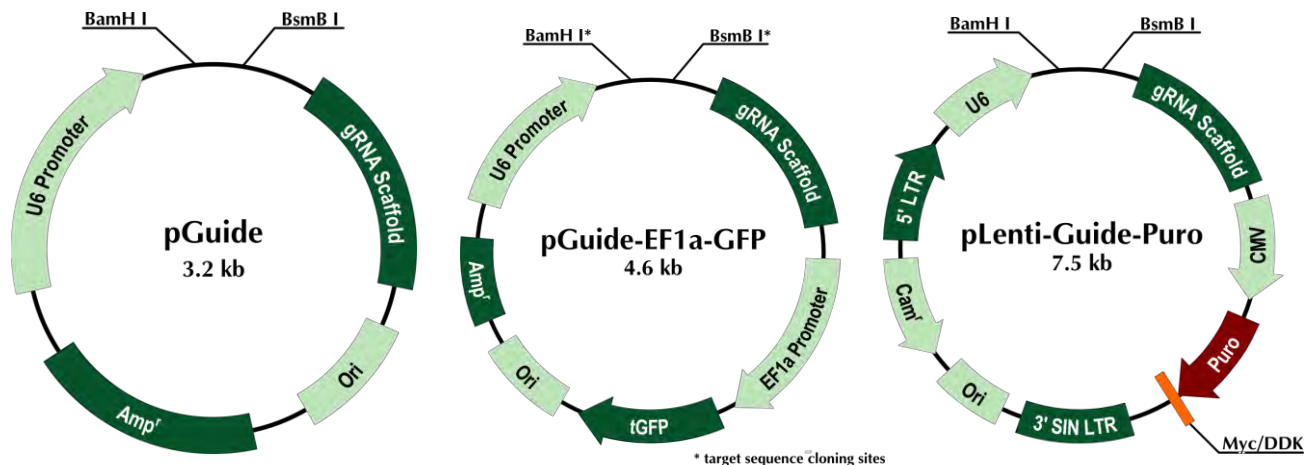 BamH I
BsmB I
U6 Promoter
gRNA Scaffold
pGuide
3.2 kb
Ampʳ
Ori
BamH I*
BsmB I*
U6 Promoter
gRNA Scaffold
pGuide-EF1a-GFP
4.6 kb
Ampʳ
EF1a Promoter
Ori
tGFP
* target sequence cloning sites
BamH I
BsmB I
U6
gRNA Scaffold
5' LTR
pLenti-Guide-Puro
7.5 kb
CMV
Camʳ
Puro
Ori
3' SIN LTR
Myc/DDK